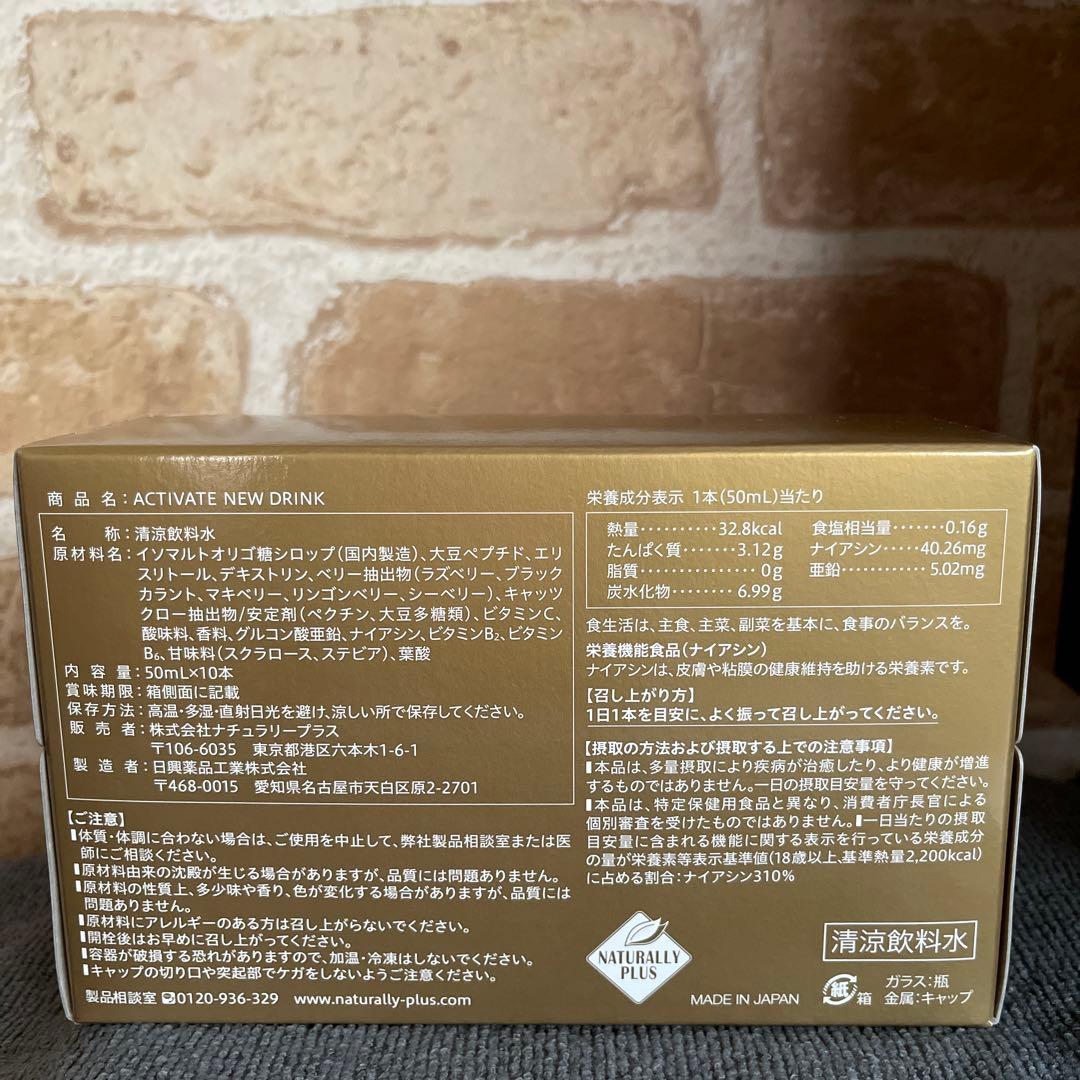 商品名：ACTIVATE NEW DRINK
名称：清涼飲料水
原材料名：イソマルトオリゴ糖シロップ(国内製造)、大豆ペプチド、エリ
スリトール、デキストリン、ベリー抽出物(ラズベリー、ブラック
カラント、マキベリー、リンゴンベリー、シーベリー)、キャッツ
クロー抽出物/安定剤(ペクチン、大豆多糖類)、ビタミンC、
酸味料、香料、グルコン酸亜鉛、ナイアシン、ビタミンB₂、ビタミン
B₆、甘味料(スクラロース、ステビア)、葉酸
内容量：50mL×10本
賞味期限：箱側面に記載
保存方法：高温・多湿・直射日光を避け、涼しい所で保存してください。
販売者：株式会社ナチュラリープラス
〒106-6035 東京都港区六本木1-6-1
製造者：日興薬品工業株式会社
〒468-0015 愛知県名古屋市天白区原2-2701
【ご注意】
▮体質・体調に合わない場合は、ご使用を中止して、弊社製品相談室または医
師にご相談ください。
▮原材料由来の沈殿が生じる場合がありますが、品質には問題ありません。
▮原材料の性質上、多少味や香り、色が変化する場合がありますが、品質には
問題ありません。
▮原材料にアレルギーのある方は召し上がらないでください。
▮開栓後はお早めに召し上がってください。
▮容器が破損する恐れがありますので、加温・冷凍はしないでください。
▮キャップの切り口や突起部でケガをしないようご注意ください。
製品相談室 0120-936-329 www.naturally-plus.com
栄養成分表示 1本(50mL)当たり
熱量··········32.8kcal 食塩相当量·······0.16g
たんぱく質·······3.12g ナイアシン·····40.26mg
脂質··············0g 亜鉛············5.02mg
炭水化物········6.99g
食生活は、主食、主菜、副菜を基本に、食事のバランスを。
栄養機能食品(ナイアシン)
ナイアシンは、皮膚や粘膜の健康維持を助ける栄養素です。
【召し上がり方】
1日1本を目安に、よく振って召し上がってください。
【摂取の方法および摂取する上での注意事項】
▮本品は、多量摂取により疾病が治癒したり、より健康が増進
するものではありません。一日の摂取目安量を守ってください。
▮本品は、特定保健用食品と異なり、消費者庁長官による
個別審査を受けたものではありません。▮一日当たりの摂取
目安量に含まれる機能に関する表示を行っている栄養成分
の量が栄養素等表示基準値(18歳以上、基準熱量2,200kcal)
に占める割合：ナイアシン310%
NATURALLY
PLUS
MADE IN JAPAN
清涼飲料水
紙 箱
ガラス：瓶
金属：キャップ